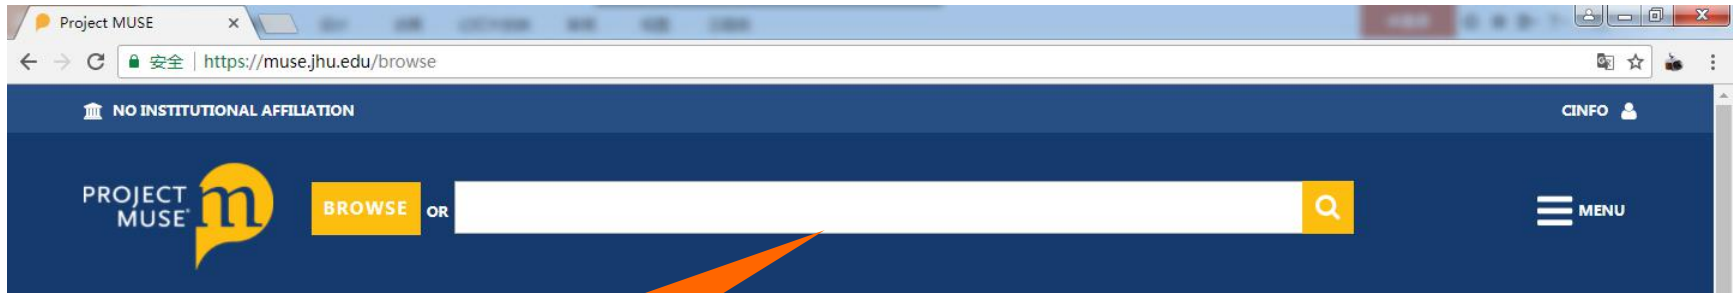 Project MUSE
安全 | https://muse.jhu.edu/browse
NO INSTITUTIONAL AFFILIATION
CINFO
PROJECT
MUSE
BROWSE OR
MENU